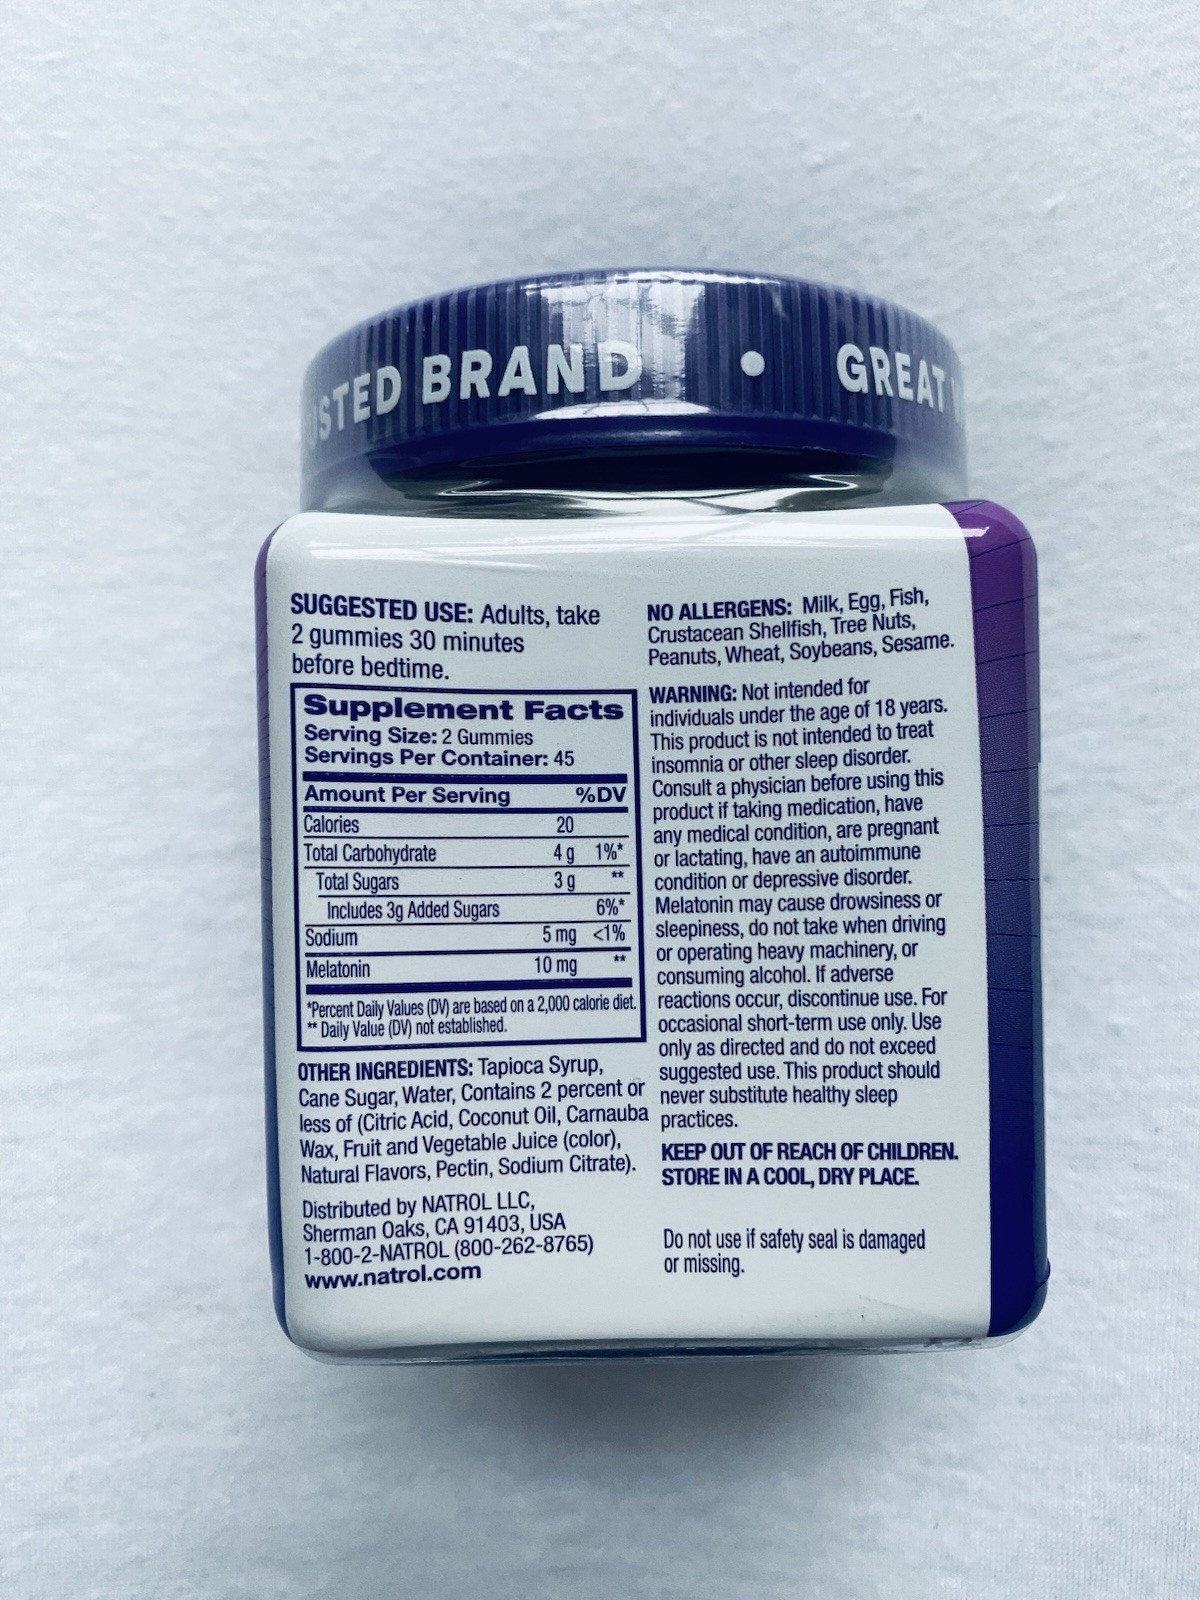 USTED BRAND • GREAT
SUGGESTED USE: Adults, take
2 gummies 30 minutes
before bedtime.
Supplement Facts
Serving Size: 2 Gummies
Servings Per Container: 45
Amount Per Serving %DV
Calories 20
Total Carbohydrate 4 g 1%*
Total Sugars 3 g **
Includes 3g Added Sugars 6%*
Sodium 5 mg <1%
Melatonin 10 mg **
*Percent Daily Values (DV) are based on a 2,000 calorie diet.
** Daily Value (DV) not established.
OTHER INGREDIENTS: Tapioca Syrup,
Cane Sugar, Water, Contains 2 percent or
less of (Citric Acid, Coconut Oil, Carnauba
Wax, Fruit and Vegetable Juice (color),
Natural Flavors, Pectin, Sodium Citrate).
Distributed by NATROL LLC,
Sherman Oaks, CA 91403, USA
1-800-2-NATROL (800-262-8765)
www.natrol.com
NO ALLERGENS: Milk, Egg, Fish,
Crustacean Shellfish, Tree Nuts,
Peanuts, Wheat, Soybeans, Sesame.
WARNING: Not intended for
individuals under the age of 18 years.
This product is not intended to treat
insomnia or other sleep disorder.
Consult a physician before using this
product if taking medication, have
any medical condition, are pregnant
or lactating, have an autoimmune
condition or depressive disorder.
Melatonin may cause drowsiness or
sleepiness, do not take when driving
or operating heavy machinery, or
consuming alcohol. If adverse
reactions occur, discontinue use. For
occasional short-term use only. Use
only as directed and do not exceed
suggested use. This product should
never substitute healthy sleep
practices.
KEEP OUT OF REACH OF CHILDREN.
STORE IN A COOL, DRY PLACE.
Do not use if safety seal is damaged
or missing.